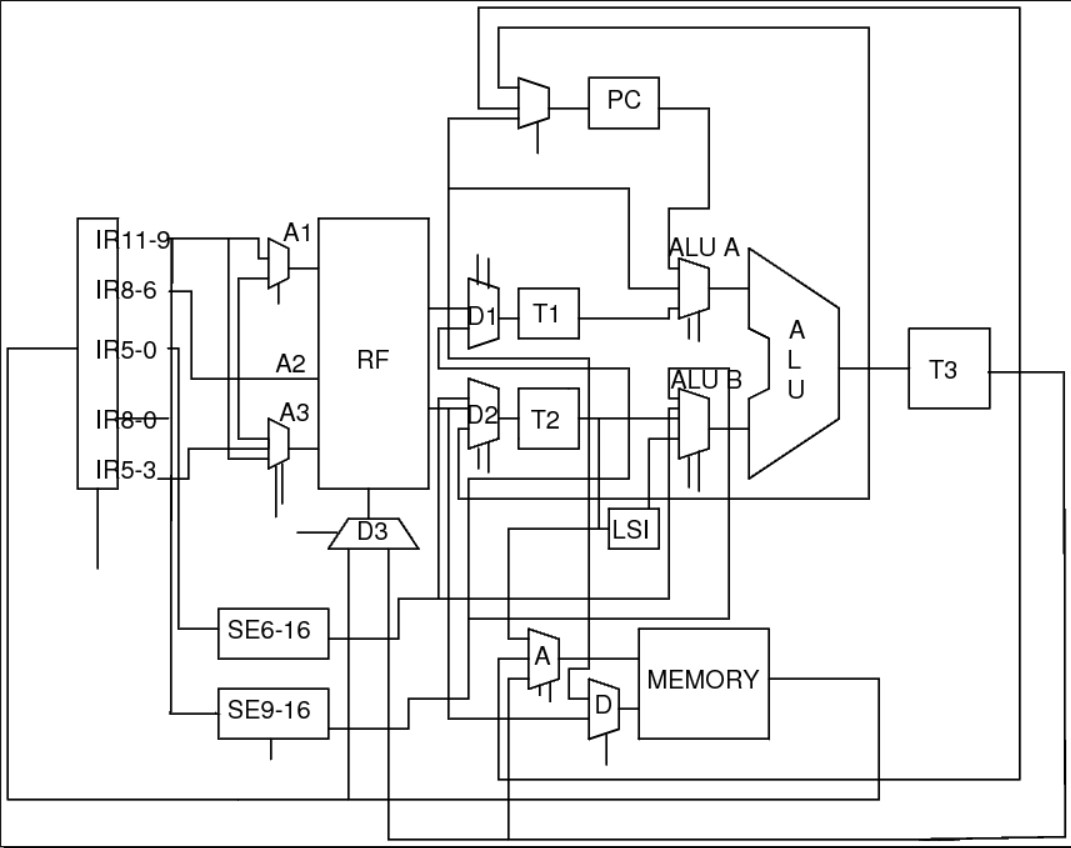 PC
IR11-9
A1
ALU A
IR8-6
D1
T1
A
L
U
IR5-0
A2
RF
T3
ALU B
IR8-0
A3
D2
T2
IR5-3
D3
LSI
SE6-16
A
MEMORY
SE9-16
D